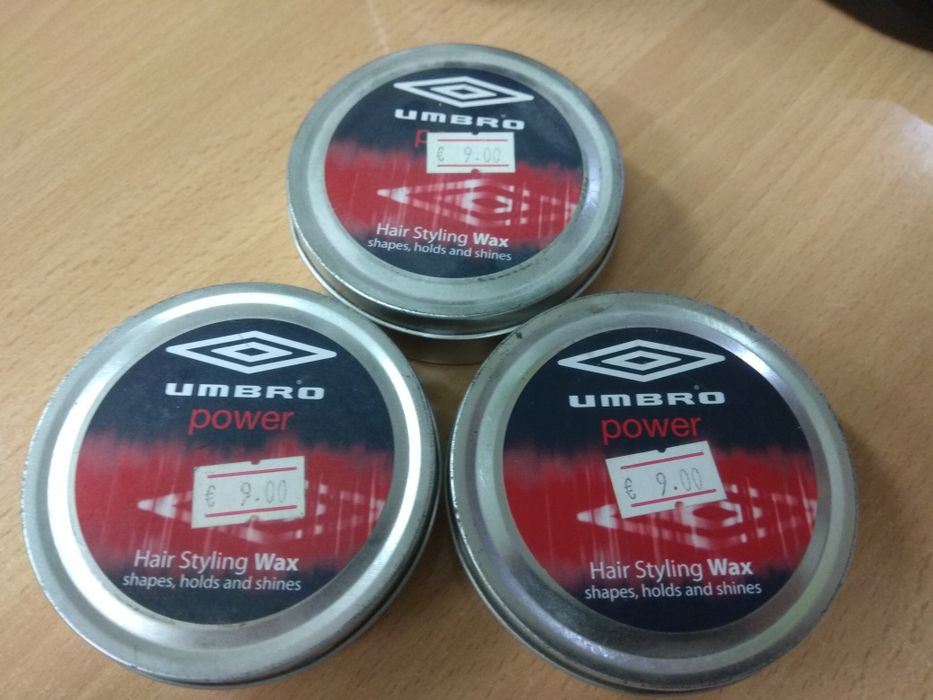 UMBRO
€ 9.00
Hair Styling Wax
shapes, holds and shines
UMBRO
power
€ 9.00
Hair Styling Wax
shapes, holds and shines
UMBRO
power
€ 9.00
Hair Styling Wax
shapes, holds and shines